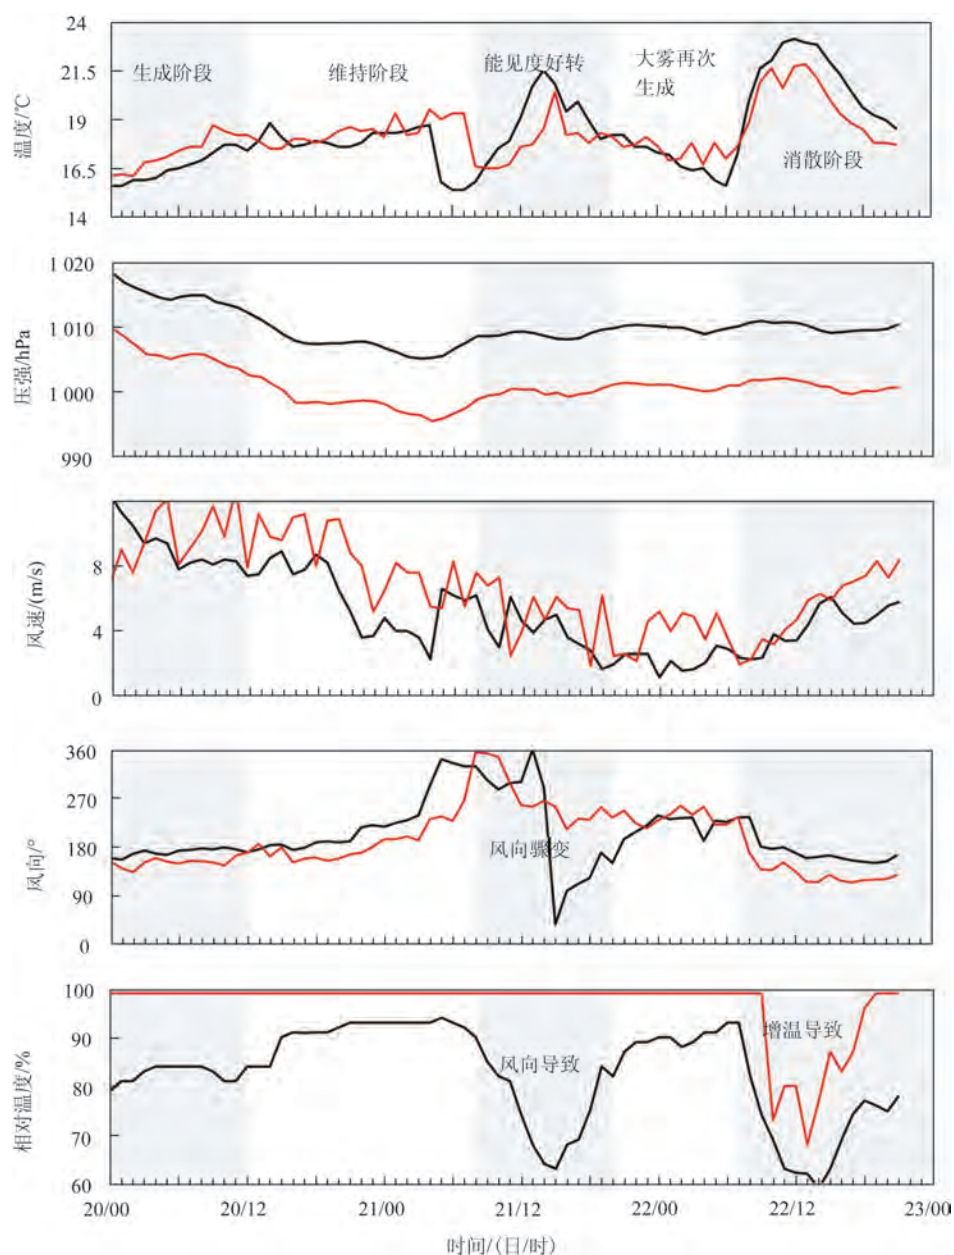 24
21.5
19
16.5
14
温度/℃
生成阶段
维持阶段
能见度好转
大雾再次
生成
消散阶段
1 020
1 010
1 000
990
压强/hPa
8
4
0
风速/(m/s)
360
270
180
90
0
风向/°
风向骤变
100
90
80
70
60
相对温度/%
风向导致
增温导致
20/00
20/12
21/00
21/12
22/00
22/12
23/00
时间/(日/时)